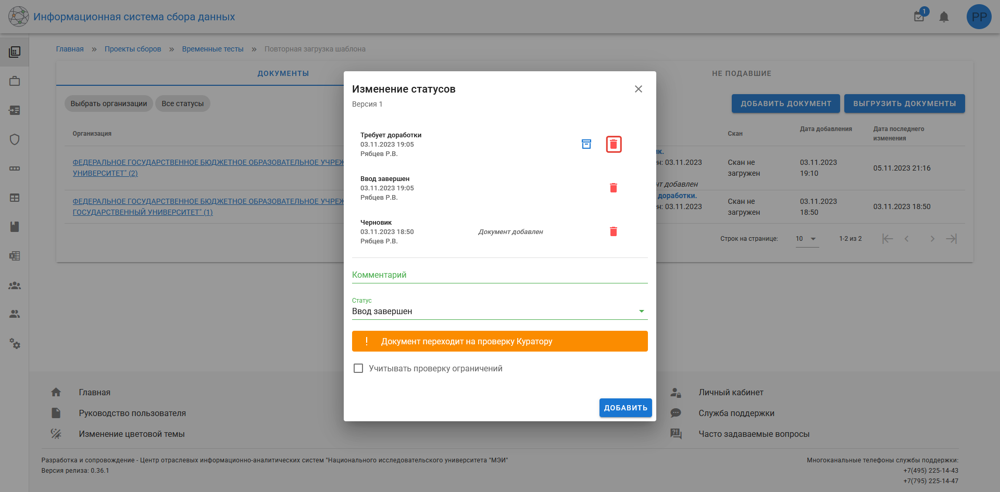 Информационная система сбора данных
1
РР
Главная » Проекты сборов » Временные тесты » Повторная загрузка шаблона
ДОКУМЕНТЫ
НЕ ПОДАВШИЕ
Выбрать организации
Все статусы
ДОБАВИТЬ ДОКУМЕНТ
ВЫГРУЗИТЬ ДОКУМЕНТЫ
Организация
Скан
Дата добавления
Дата последнего
изменения
ФЕДЕРАЛЬНОЕ ГОСУДАРСТВЕННОЕ БЮДЖЕТНОЕ ОБРАЗОВАТЕЛЬНОЕ УЧРЕЖ
УНИВЕРСИТЕТ" (2)
ик.
н: 03.11.2023
нт добавлен
Скан не
загружен
03.11.2023
19:10
05.11.2023 21:16
ФЕДЕРАЛЬНОЕ ГОСУДАРСТВЕННОЕ БЮДЖЕТНОЕ ОБРАЗОВАТЕЛЬНОЕ УЧРЕЖ
ГОСУДАРСТВЕННЫЙ УНИВЕРСИТЕТ" (1)
доработки.
н: 03.11.2023
Скан не
загружен
03.11.2023
18:50
03.11.2023 18:50
Строк на странице:
10
1-2 из 2
Изменение статусов
Версия 1
Требует доработки
03.11.2023 19:05
Рябцев Р.В.
Ввод завершен
03.11.2023 19:05
Рябцев Р.В.
Черновик
03.11.2023 18:50
Рябцев Р.В.
Документ добавлен
Комментарий
Статус
Ввод завершен
! Документ переходит на проверку Куратору
Учитывать проверку ограничений
ДОБАВИТЬ
Главная
Руководство пользователя
Изменение цветовой темы
Личный кабинет
Служба поддержки
Часто задаваемые вопросы
Разработка и сопровождение - Центр отраслевых информационно-аналитических систем "Национального исследовательского университета "МЭИ"
Версия релиза: 0.36.1
Многоканальные телефоны службы поддержки:
+7(495) 225-14-43
+7(795) 225-14-47